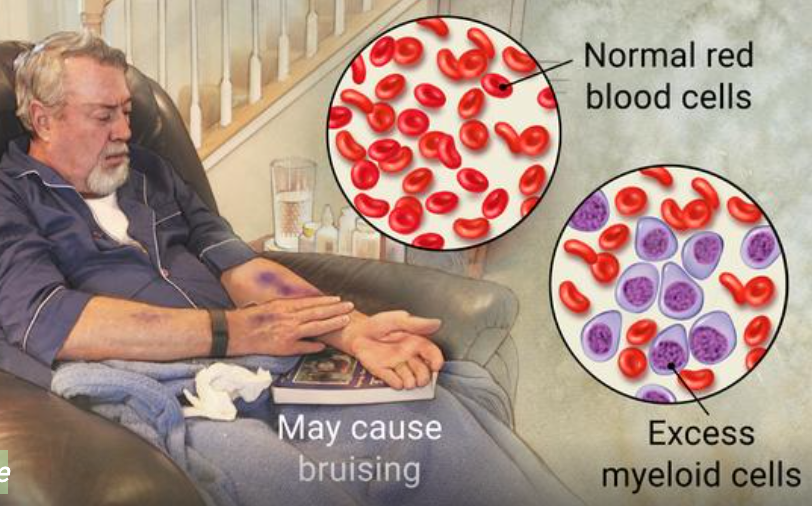 Normal red
blood cells
May cause
bruising
Excess
myeloid cells
e